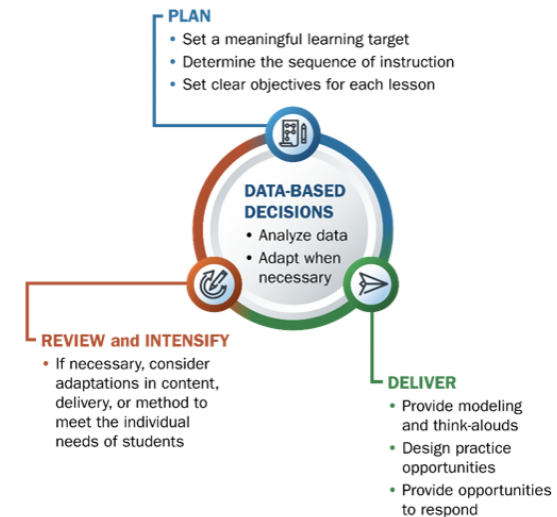 PLAN
• Set a meaningful learning target
• Determine the sequence of instruction
• Set clear objectives for each lesson
DATA-BASED
DECISIONS
• Analyze data
• Adapt when
necessary
REVIEW and INTENSIFY
• If necessary, consider
adaptations in content,
delivery, or method to
meet the individual
needs of students
DELIVER
• Provide modeling
and think-alouds
• Design practice
opportunities
• Provide opportunities
to respond